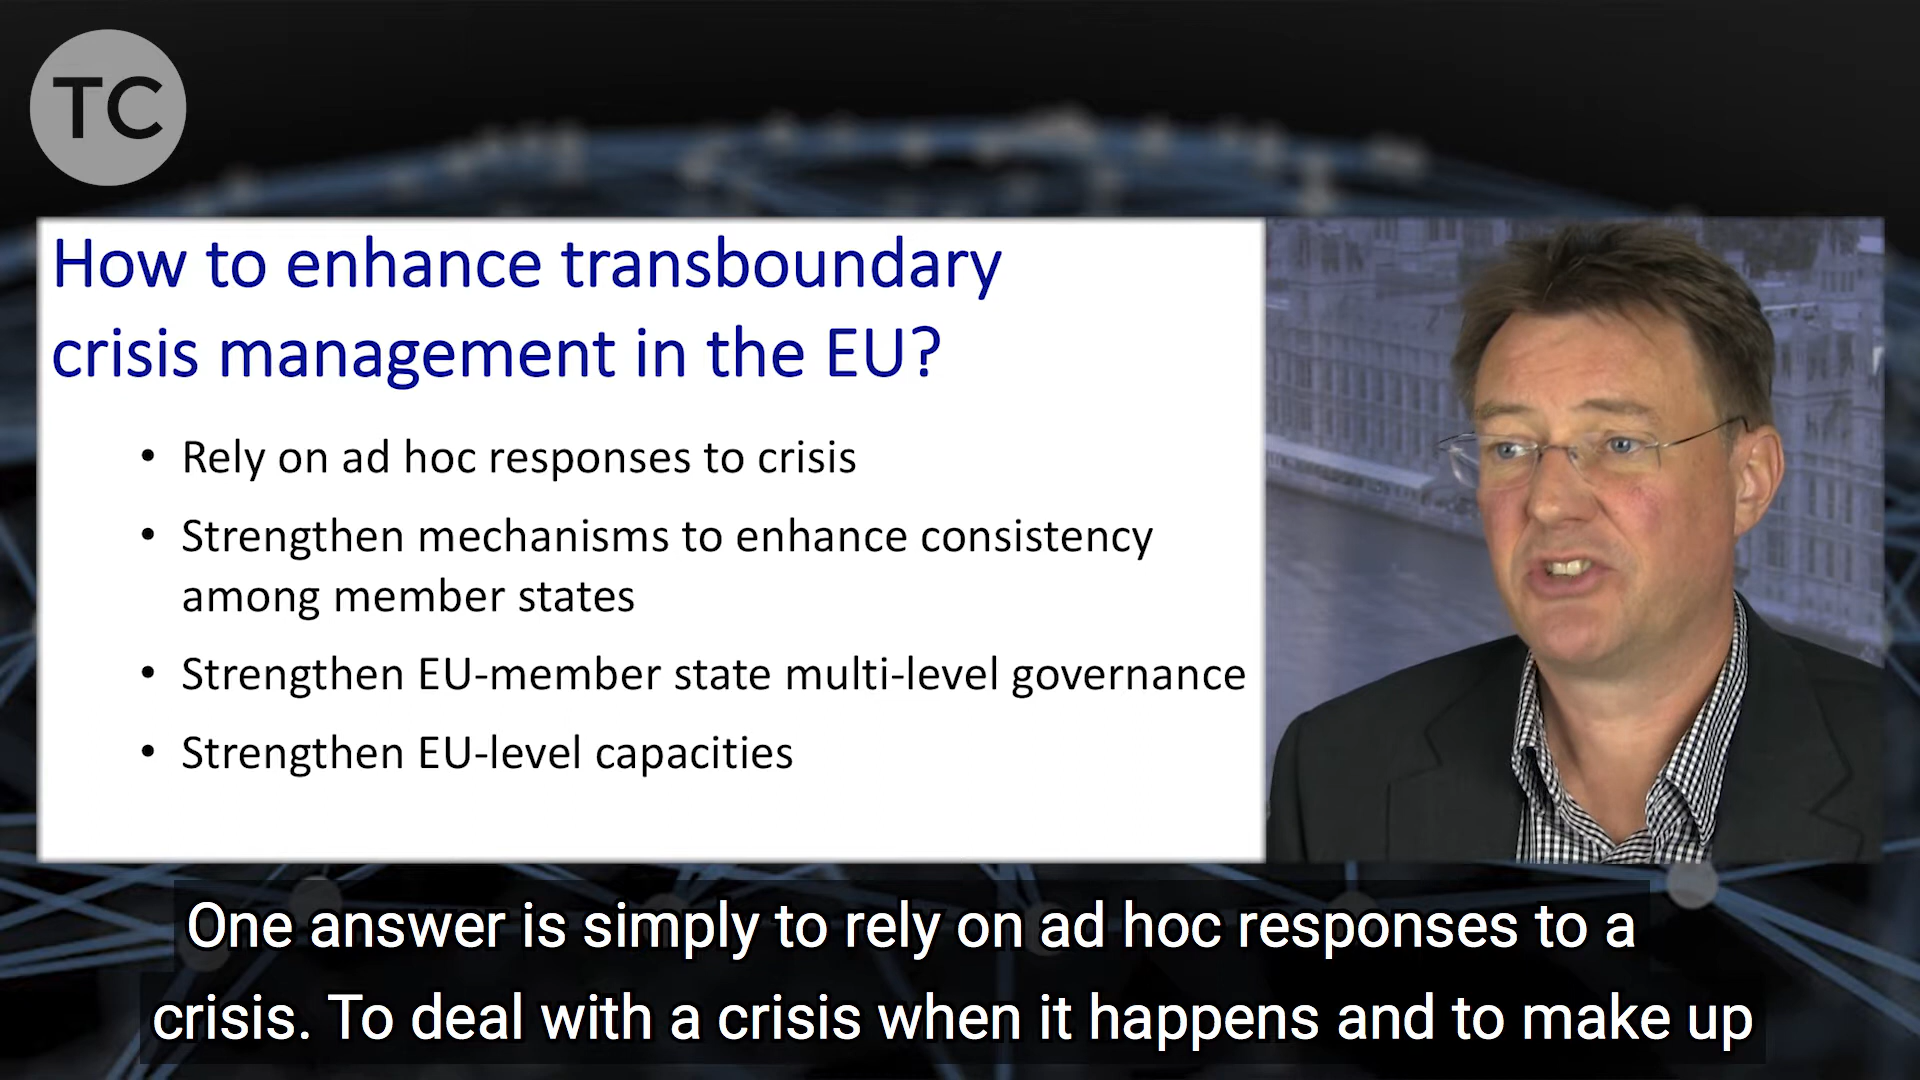 TC
How to enhance transboundary
crisis management in the EU?
• Rely on ad hoc responses to crisis
• Strengthen mechanisms to enhance consistency
among member states
• Strengthen EU-member state multi-level governance
• Strengthen EU-level capacities
One answer is simply to rely on ad hoc responses to a
crisis. To deal with a crisis when it happens and to make up